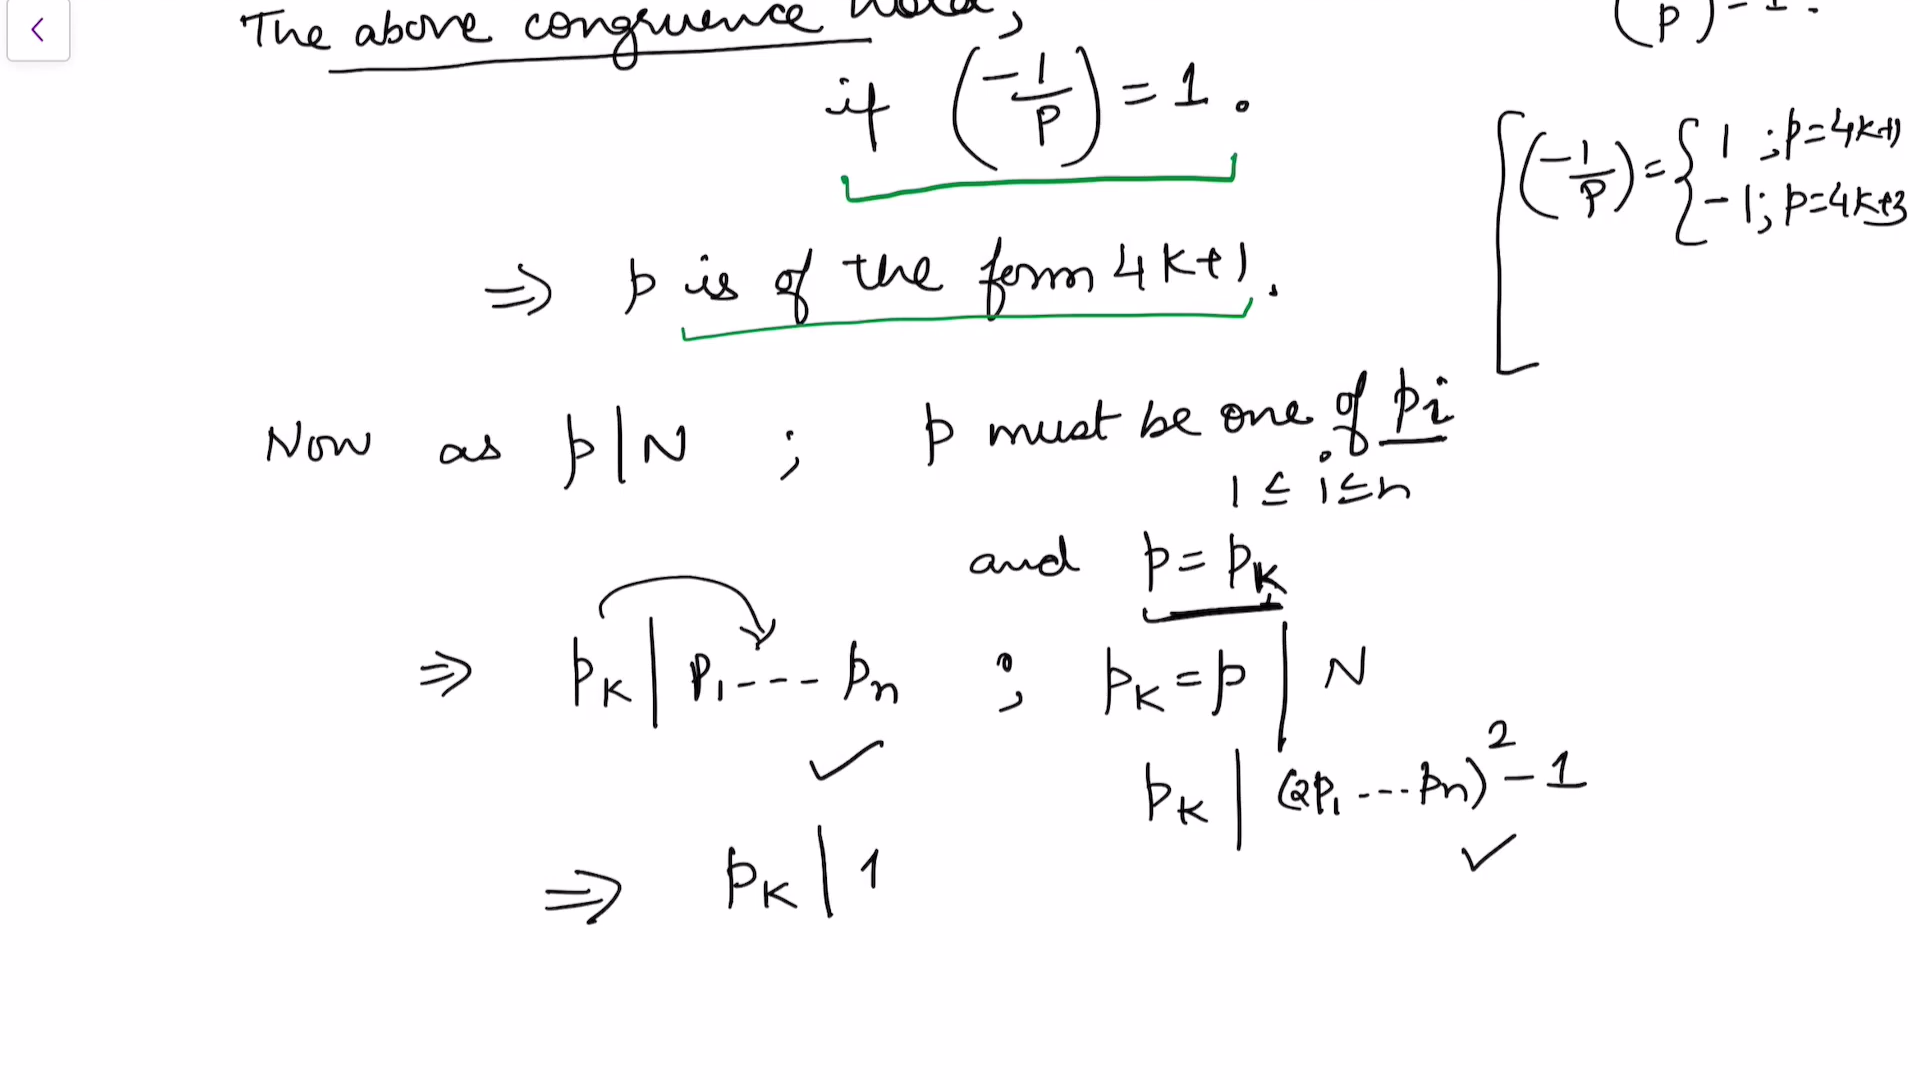 The above congruence hold,
(p) = 1.
if (-1/p) = 1.
[(-1/p) = { 1 ; p=4k+1
-1; p=4k+3
⇒ p is of the form 4k+1.
Now as p|N ; p must be one of pi
1 ≤ i ≤ n
and p = pk
⇒ pk | p1 ---- pn ; pk = p | N
pk | (2p1 ---- pn)² - 1
⇒ pk | 1